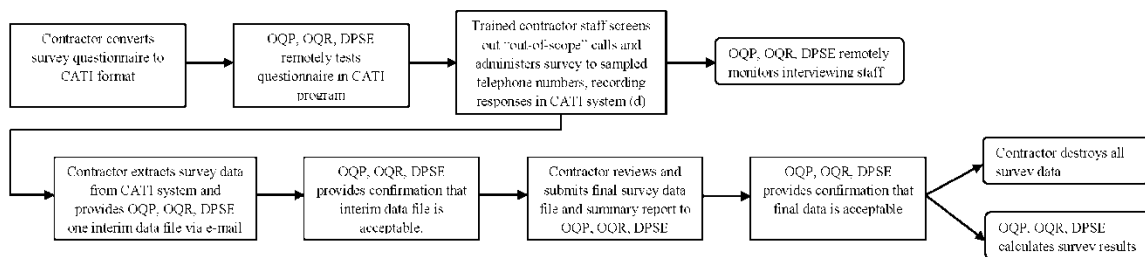 Contractor converts
survey questionnaire to
CATI format
OQP, OQR, DPSE
remotely tests
questionnaire in CATI
program
Trained contractor staff screens
out “out-of-scope” calls and
administers survey to sampled
telephone numbers, recording
responses in CATI system (d)
OQP, OQR, DPSE remotely
monitors interviewing staff
Contractor extracts survey data
from CATI system and
provides OQP, OQR, DPSE
one interim data file via e-mail
OQP, OQR, DPSE
provides confirmation that
interim data file is
acceptable.
Contractor reviews and
submits final survey data
file and summary report to
OQP, OQR, DPSE
OQP, OQR, DPSE
provides confirmation that
final data is acceptable
Contractor destroys all
survey data
OQP, OQR, DPSE
calculates survey results